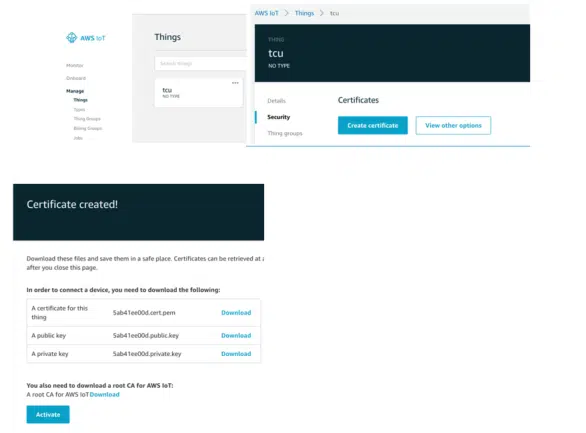 AWS IoT
Monitor
Onboard
Manage
Things
Types
Thing Groups
Billing Groups
Jobs
Things
Search things
tcu
NO TYPE
AWS IoT > Things > tcu
THING
tcu
NO TYPE
Details
Security
Thing groups
Certificates
Create certificate
View other options
Certificate created!
Download these files and save them in a safe place. Certificates can be retrieved at
after you close this page.
In order to connect a device, you need to download the following:
A certificate for this thing 5ab41ee00d.cert.pem Download
A public key 5ab41ee00d.public.key Download
A private key 5ab41ee00d.private.key Download
You also need to download a root CA for AWS IoT:
A root CA for AWS IoT Download
Activate